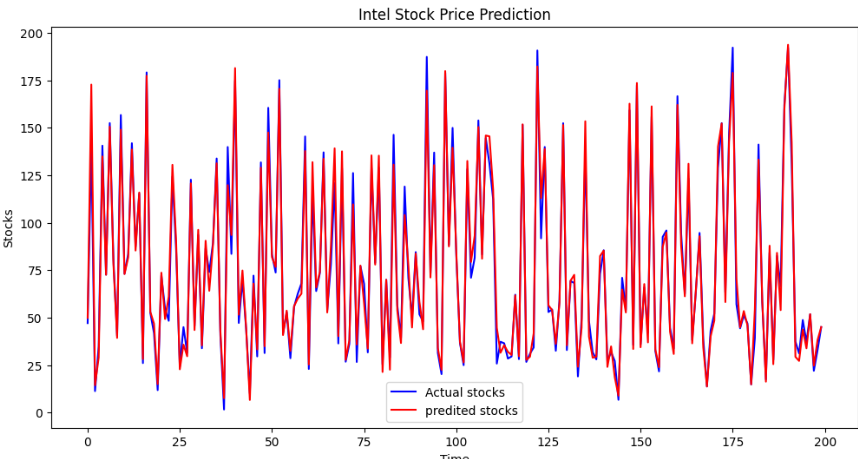 Intel Stock Price Prediction
200
175
150
125
100
75
50
25
0
Stocks
Actual stocks
predited stocks
0 25 50 75 100 125 150 175 200
Time